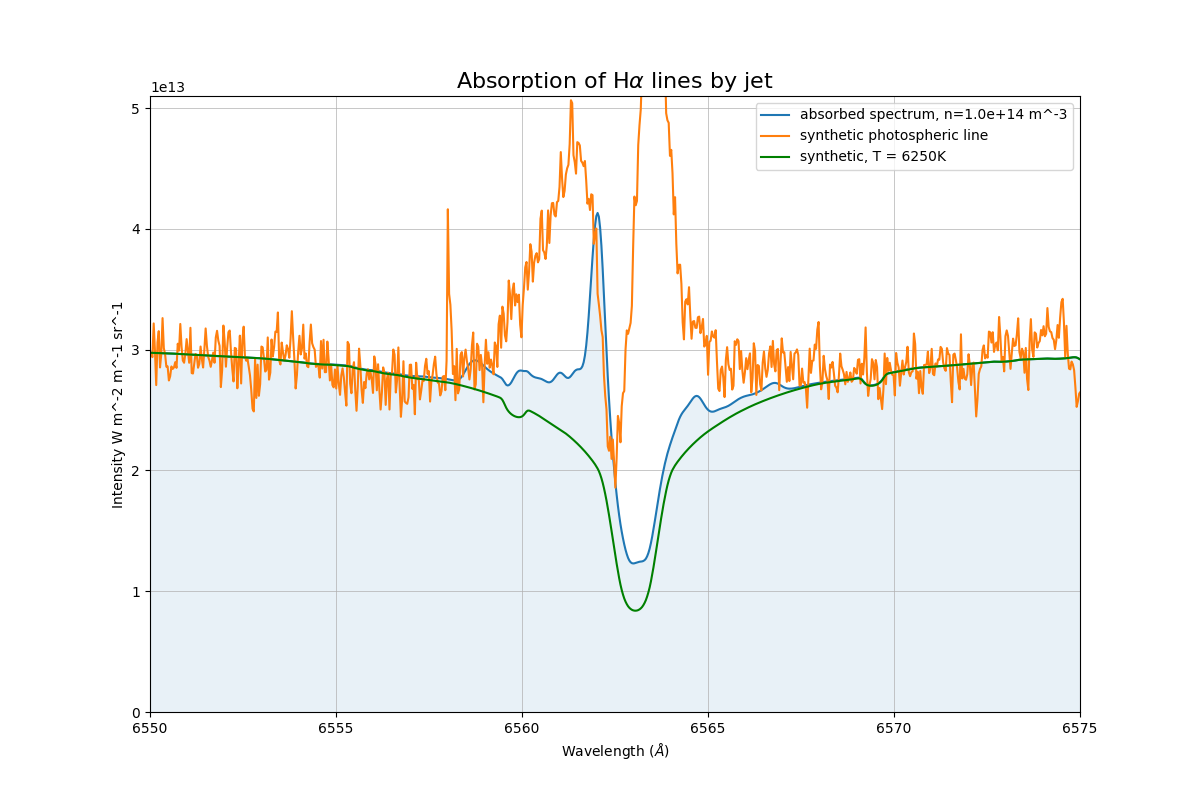 Absorption of Hα lines by jet
1e13
absorbed spectrum, n=1.0e+14 m^-3
synthetic photospheric line
synthetic, T = 6250K
5
4
3
2
1
0
Intensity W m^-2 m^-1 sr^-1
6550 6555 6560 6565 6570 6575
Wavelength (Å)